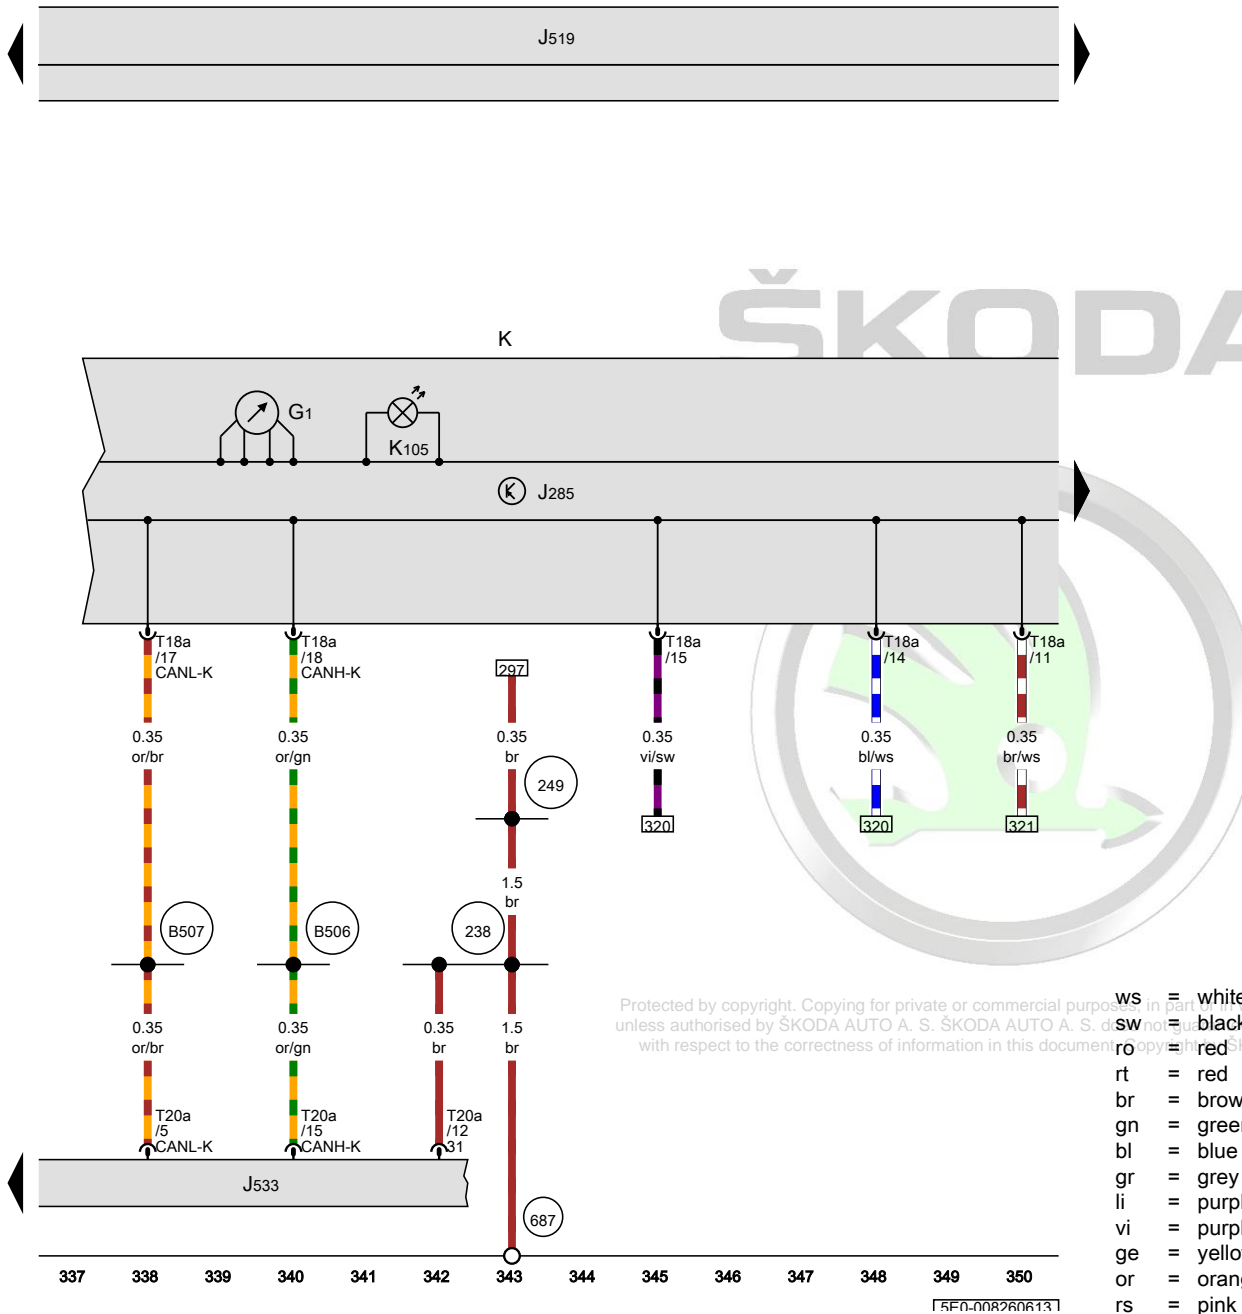 J519
ŠKODA
K
G1
K105
J285
T18a
/17
CANL-K
T18a
/18
CANH-K
T18a
/15
T18a
/14
T18a
/11
297
0.35
or/br
0.35
or/gn
0.35
br
0.35
vi/sw
0.35
bl/ws
0.35
br/ws
249
320
320
321
1.5
br
B507
B506
238
Protected by copyright. Copying for private or commercial purposes, in part or in
unless authorised by ŠKODA AUTO A. S. ŠKODA AUTO A. S. does not
with respect to the correctness of information in this document. Copyright by
0.35
or/br
0.35
or/gn
0.35
br
1.5
br
T20a
/5
CANL-K
T20a
/15
CANH-K
T20a
/12
31
J533
687
337 338 339 340 341 342 343 344 345 346 347 348 349 350
5E0-008260613
ws = white
sw = black
ro = red
rt = red
br = brow
gn = green
bl = blue
gr = grey
li = purpl
vi = purpl
ge = yello
or = oran
rs = pink